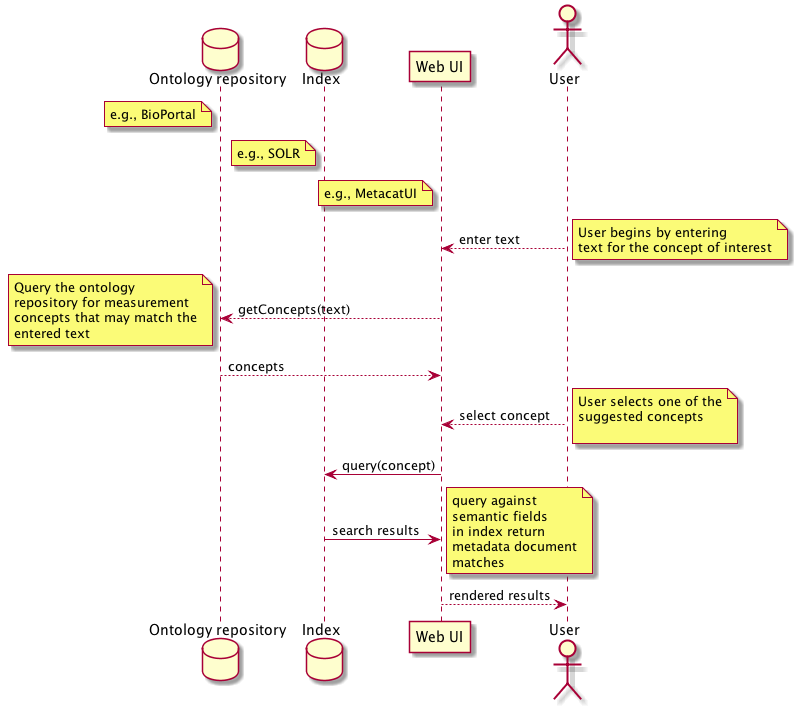 Ontology repository
Index
Web UI
User
e.g., BioPortal
e.g., SOLR
e.g., MetacatUI
enter text
User begins by entering
text for the concept of interest
Query the ontology
repository for measurement
concepts that may match the
entered text
getConcepts(text)
concepts
select concept
User selects one of the
suggested concepts
query(concept)
search results
query against
semantic fields
in index return
metadata document
matches
rendered results
Ontology repository
Index
Web UI
User